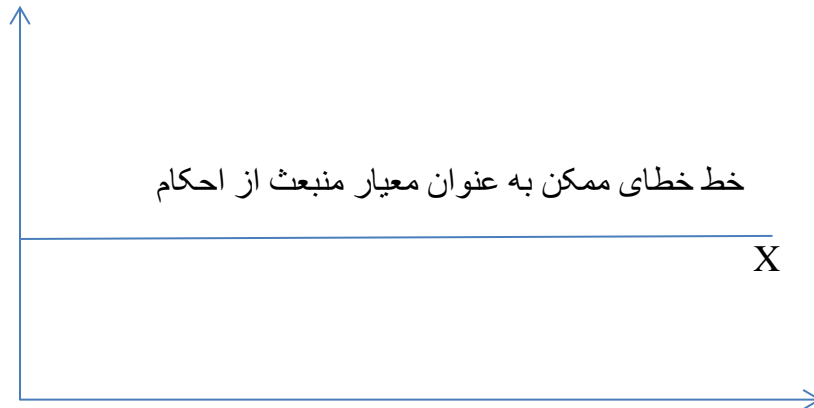 خط خطای ممکن به عنوان معیار منبعث از احکام
X